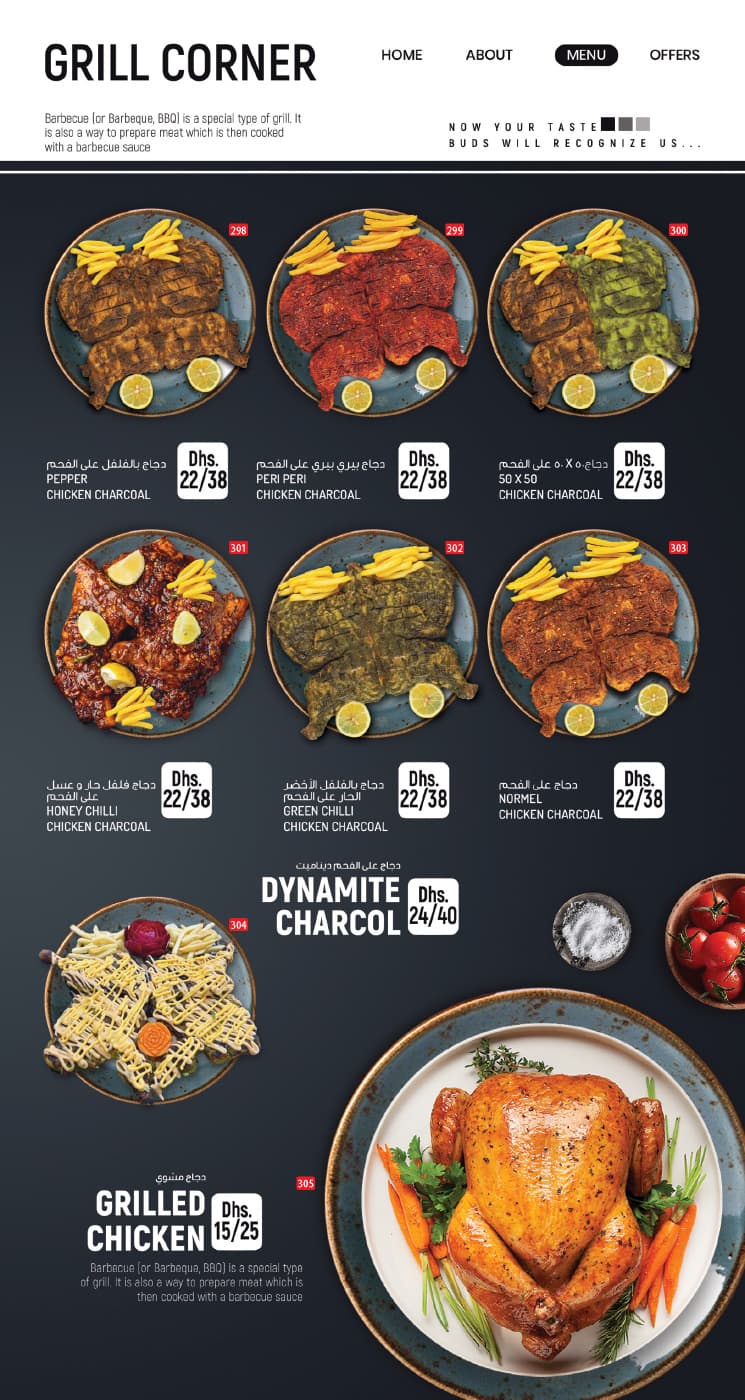 GRILL CORNER
HOME ABOUT MENU OFFERS
Barbecue (or Barbeque, BBQ) is a special type of grill. It
is also a way to prepare meat which is then cooked
with a barbecue sauce
NOW YOUR TASTE
BUDS WILL RECOGNIZE US...
298
299
300
دجاج بالفلفل على الفحم
PEPPER
CHICKEN CHARCOAL
Dhs.
22/38
دجاج بيري بيري على الفحم
PERI PERI
CHICKEN CHARCOAL
Dhs.
22/38
دجاج٥٠ X ٥٠ على الفحم
50 X 50
CHICKEN CHARCOAL
Dhs.
22/38
301
302
303
دجاج فلفل حار و عسل
على الفحم
HONEY CHILLI
CHICKEN CHARCOAL
Dhs.
22/38
دجاج بالفلفل الأخضر
الحار على الفحم
GREEN CHILLI
CHICKEN CHARCOAL
Dhs.
22/38
دجاج على الفحم
NORMEL
CHICKEN CHARCOAL
Dhs.
22/38
304
دجاج على الفحم ديناميت
DYNAMITE
CHARCOL
Dhs.
24/40
305
دجاج مشوي
GRILLED
CHICKEN
Dhs.
15/25
Barbecue (or Barbeque, BBQ) is a special type
of grill. It is also a way to prepare meat which is
then cooked with a barbecue sauce